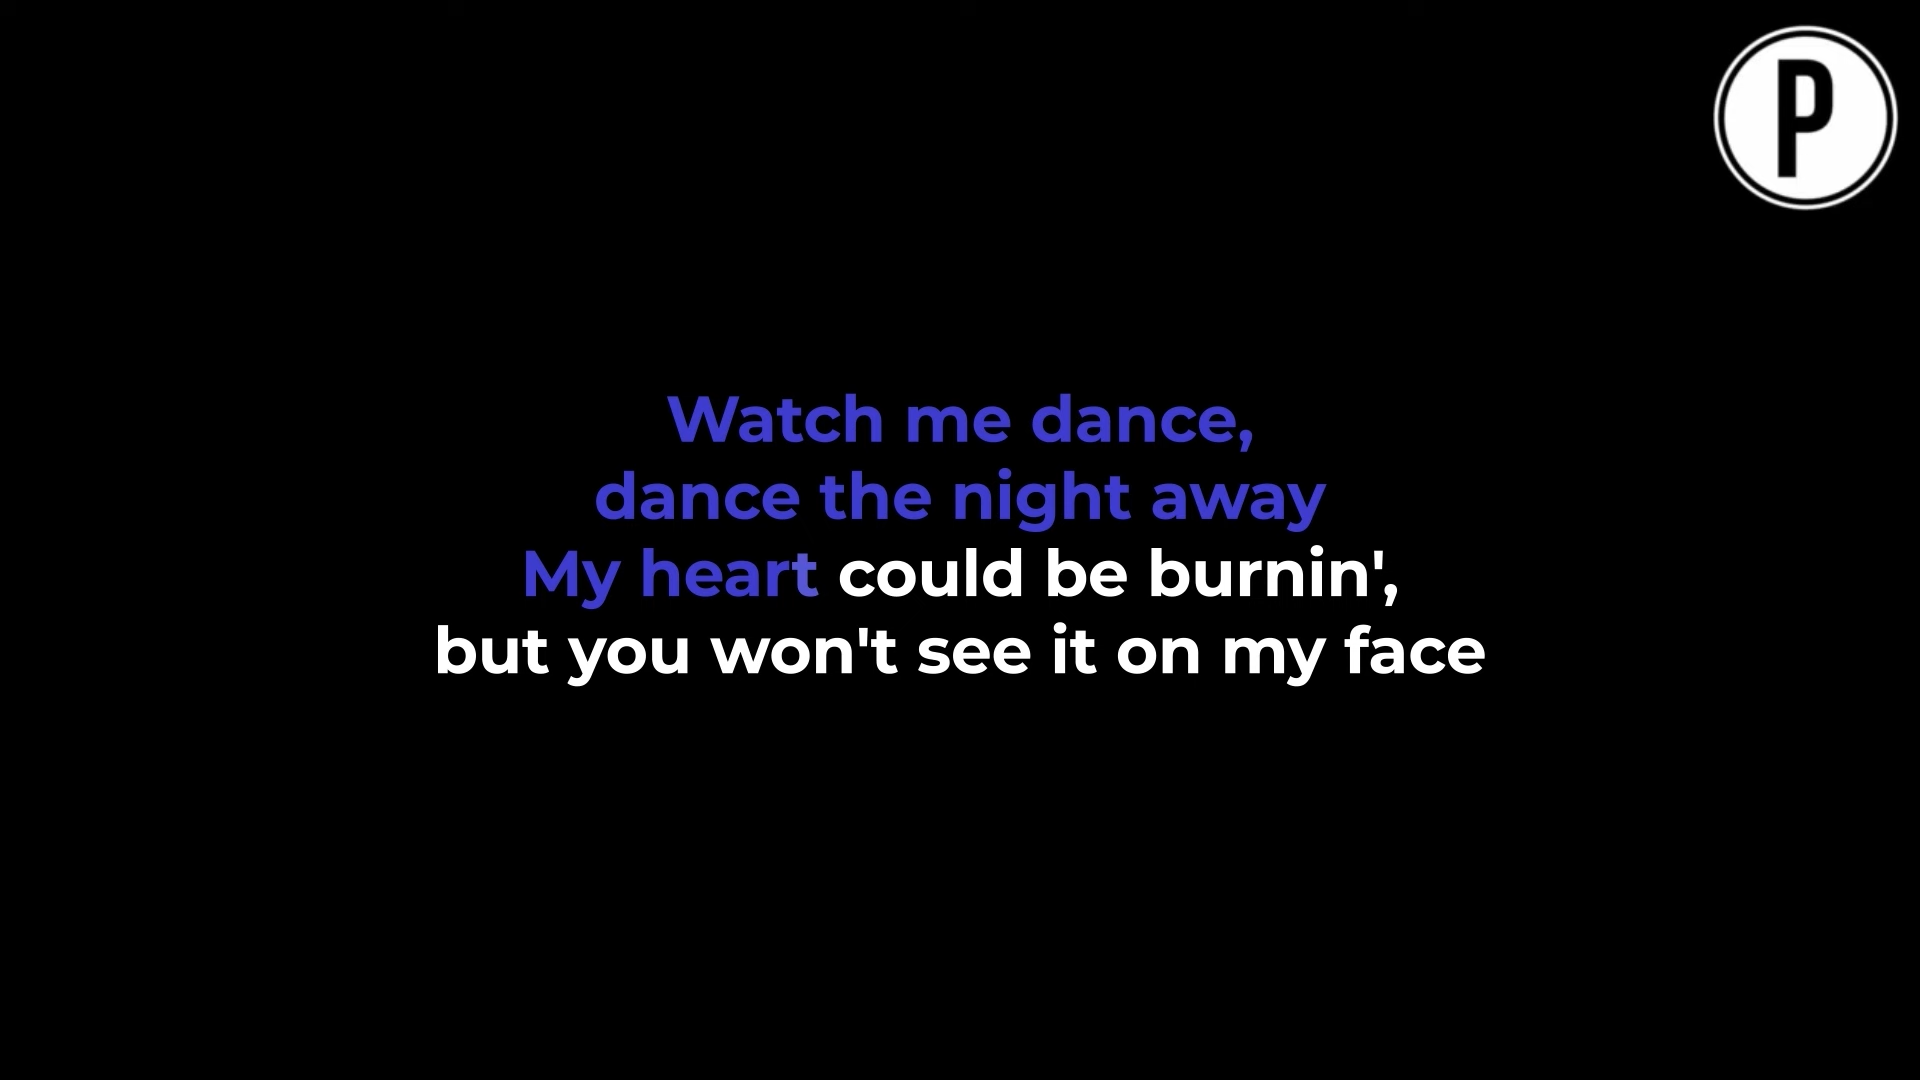 P
Watch me dance,
dance the night away
My heart could be burnin',
but you won't see it on my face